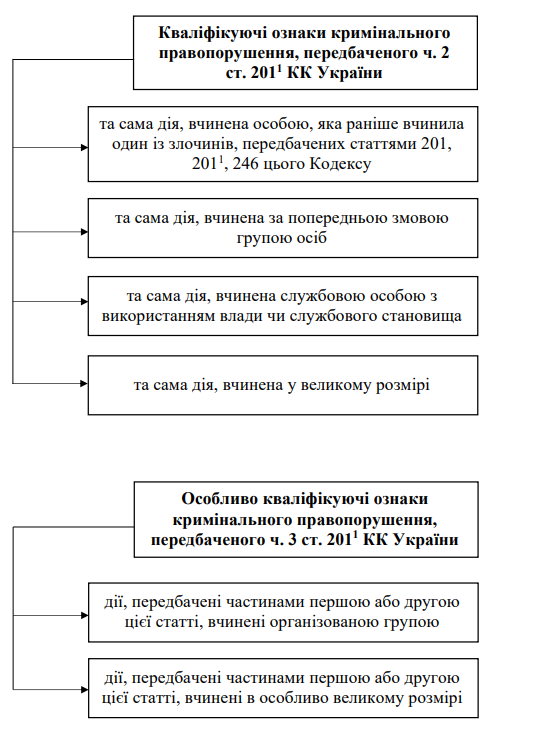 Кваліфікуючі ознаки кримінального
правопорушення, передбаченого ч. 2
ст. 201¹ КК України
та сама дія, вчинена особою, яка раніше вчинила
один із злочинів, передбачених статтями 201,
201¹, 246 цього Кодексу
та сама дія, вчинена за попередньою змовою
групою осіб
та сама дія, вчинена службовою особою з
використанням влади чи службового становища
та сама дія, вчинена у великому розмірі
Особливо кваліфікуючі ознаки
кримінального правопорушення,
передбаченого ч. 3 ст. 201¹ КК України
дії, передбачені частинами першою або другою
цієї статті, вчинені організованою групою
дії, передбачені частинами першою або другою
цієї статті, вчинені в особливо великому розмірі